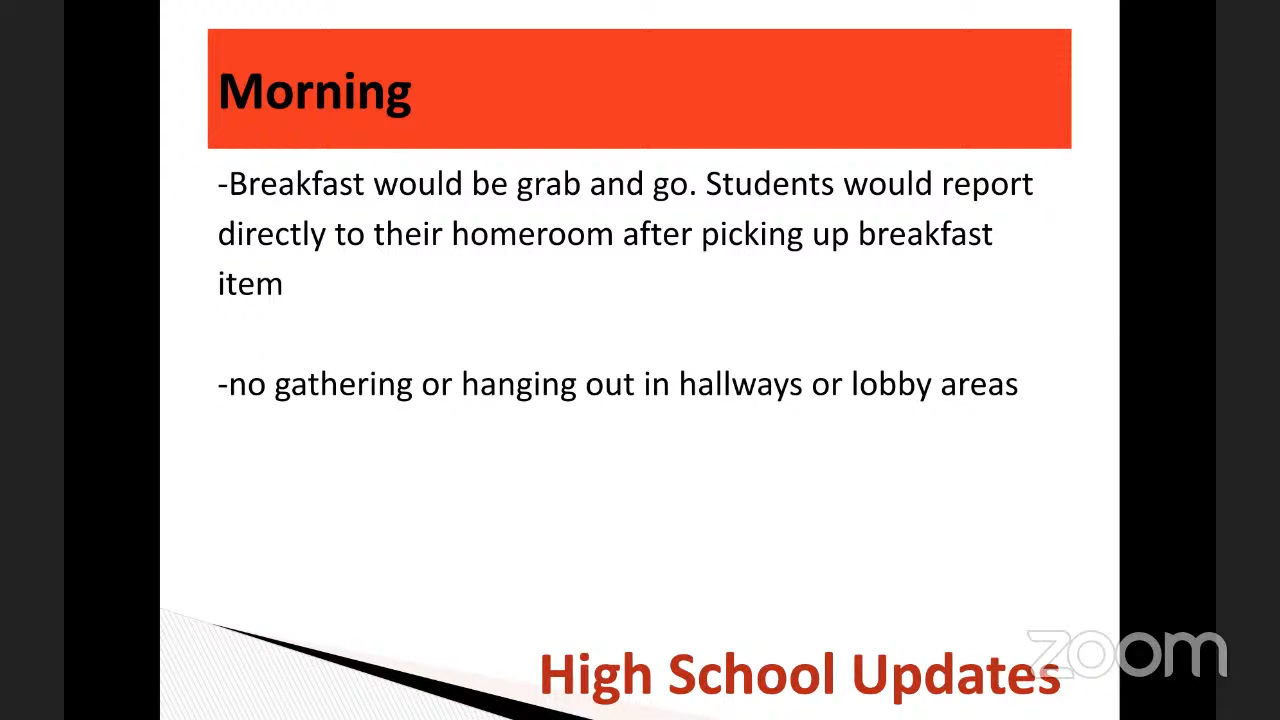 Morning
-Breakfast would be grab and go. Students would report
directly to their homeroom after picking up breakfast
item
-no gathering or hanging out in hallways or lobby areas
High School Updates
zoom